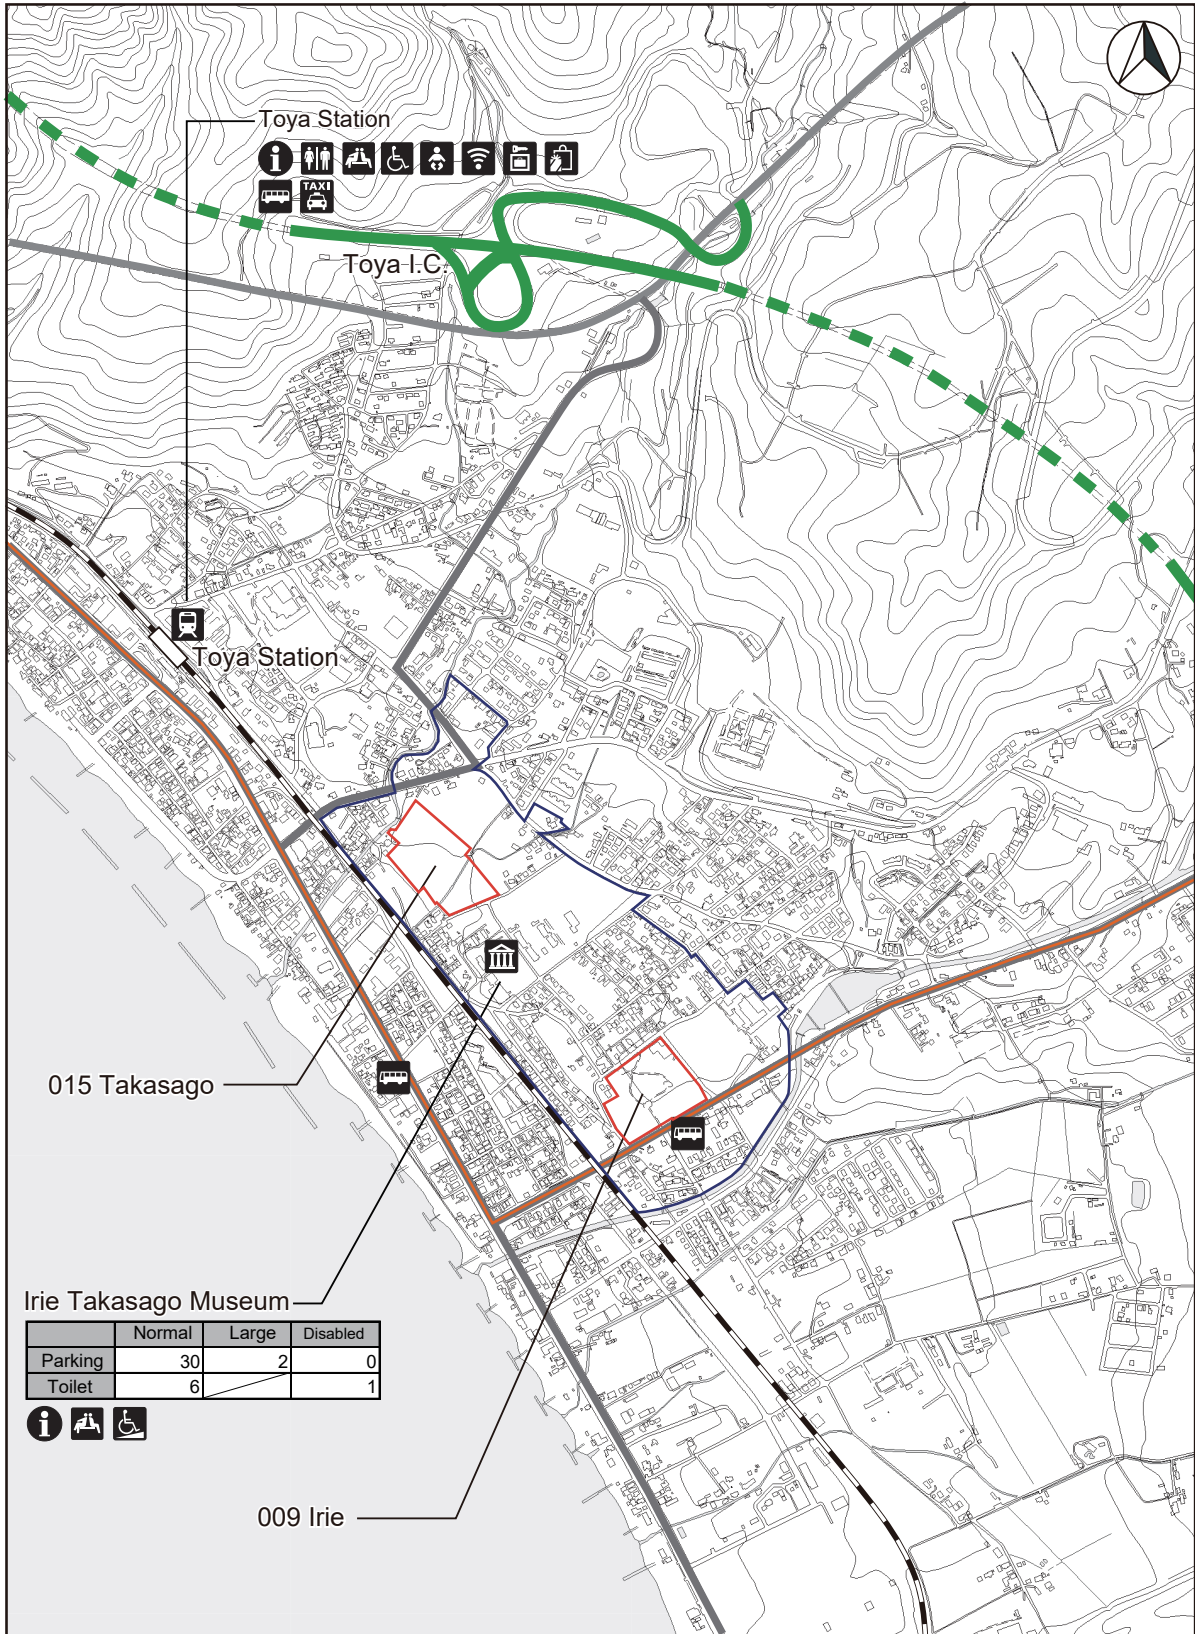 Toya Station
TAXI
Toya I.C.
Toya Station
015 Takasago
Irie Takasago Museum
Normal Large Disabled
Parking 30 2 0
Toilet 6 1
009 Irie